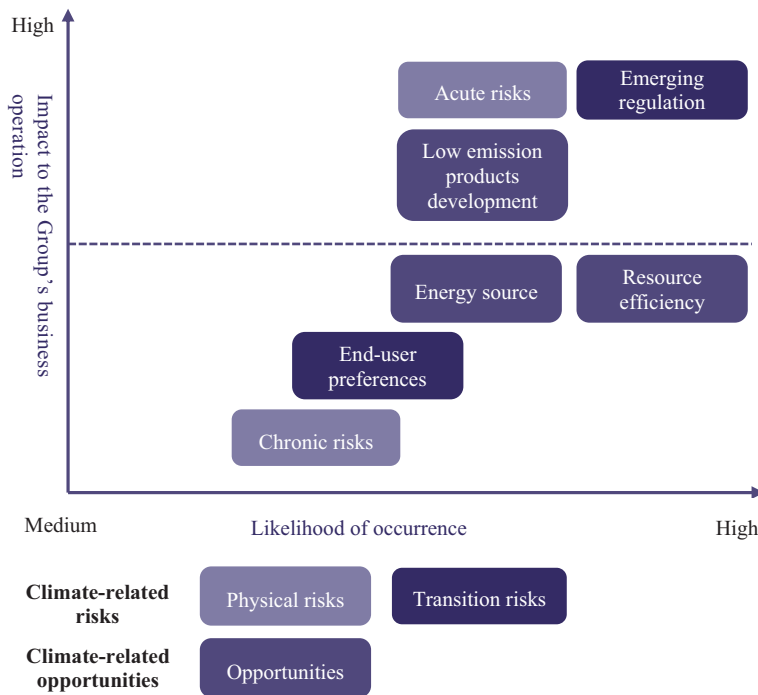 High
Impact to the Group's business
operation
Acute risks
Emerging
regulation
Low emission
products
development
Energy source
Resource
efficiency
End-user
preferences
Chronic risks
Medium
Likelihood of occurrence
High
Climate-related
risks
Physical risks
Transition risks
Climate-related
opportunities
Opportunities